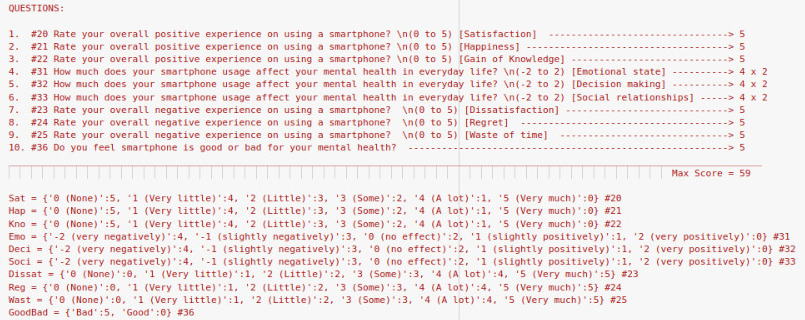 QUESTIONS:
1. #20 Rate your overall positive experience on using a smartphone? \n(0 to 5) [Satisfaction] --------------------------------> 5
2. #21 Rate your overall positive experience on using a smartphone? \n(0 to 5) [Happiness] -------------------------------> 5
3. #22 Rate your overall positive experience on using a smartphone? \n(0 to 5) [Gain of Knowledge] ----------------------------> 5
4. #31 How much does your smartphone usage affect your mental health in everyday life? \n(-2 to 2) [Emotional state] ----------> 4 x 2
5. #32 How much does your smartphone usage affect your mental health in everyday life? \n(-2 to 2) [Decision making] ----------> 4 x 2
6. #33 How much does your smartphone usage affect your mental health in everyday life? \n(-2 to 2) [Social relationships] -----> 4 x 2
7. #23 Rate your overall negative experience on using a smartphone?  \n(0 to 5) [Dissatisfaction] -----------------------------> 5
8. #24 Rate your overall negative experience on using a smartphone?  \n(0 to 5) [Regret]  -------------------------------------> 5
9. #25 Rate your overall negative experience on using a smartphone?  \n(0 to 5) [Waste of time]  ------------------------------> 5
10. #36 Do you feel smartphone is good or bad for your mental health?  ---------------------------------------------------------> 5
Max Score = 59
Sat = {'0 (None)':5, '1 (Very little)':4, '2 (Little)':3, '3 (Some)':2, '4 (A lot)':1, '5 (Very much)':0} #20
Hap = {'0 (None)':5, '1 (Very little)':4, '2 (Little)':3, '3 (Some)':2, '4 (A lot)':1, '5 (Very much)':0} #21
Kno = {'0 (None)':5, '1 (Very little)':4, '2 (Little)':3, '3 (Some)':2, '4 (A lot)':1, '5 (Very much)':0} #22
Emo = {'-2 (very negatively)':4, '-1 (slightly negatively)':3, '0 (no effect)':2, '1 (slightly positively)':1, '2 (very positively)':0} #31
Deci = {'-2 (very negatively)':4, '-1 (slightly negatively)':3, '0 (no effect)':2, '1 (slightly positively)':1, '2 (very positively)':0} #32
Soci = {'-2 (very negatively)':4, '-1 (slightly negatively)':3, '0 (no effect)':2, '1 (slightly positively)':1, '2 (very positively)':0} #33
Dissat = {'0 (None)':0, '1 (Very little)':1, '2 (Little)':2, '3 (Some)':3, '4 (A lot)':4, '5 (Very much)':5} #23
Reg = {'0 (None)':0, '1 (Very little)':1, '2 (Little)':2, '3 (Some)':3, '4 (A lot)':4, '5 (Very much)':5} #24
Wast = {'0 (None)':0, '1 (Very little)':1, '2 (Little)':2, '3 (Some)':3, '4 (A lot)':4, '5 (Very much)':5} #25
GoodBad = {'Bad':5, 'Good':0} #36